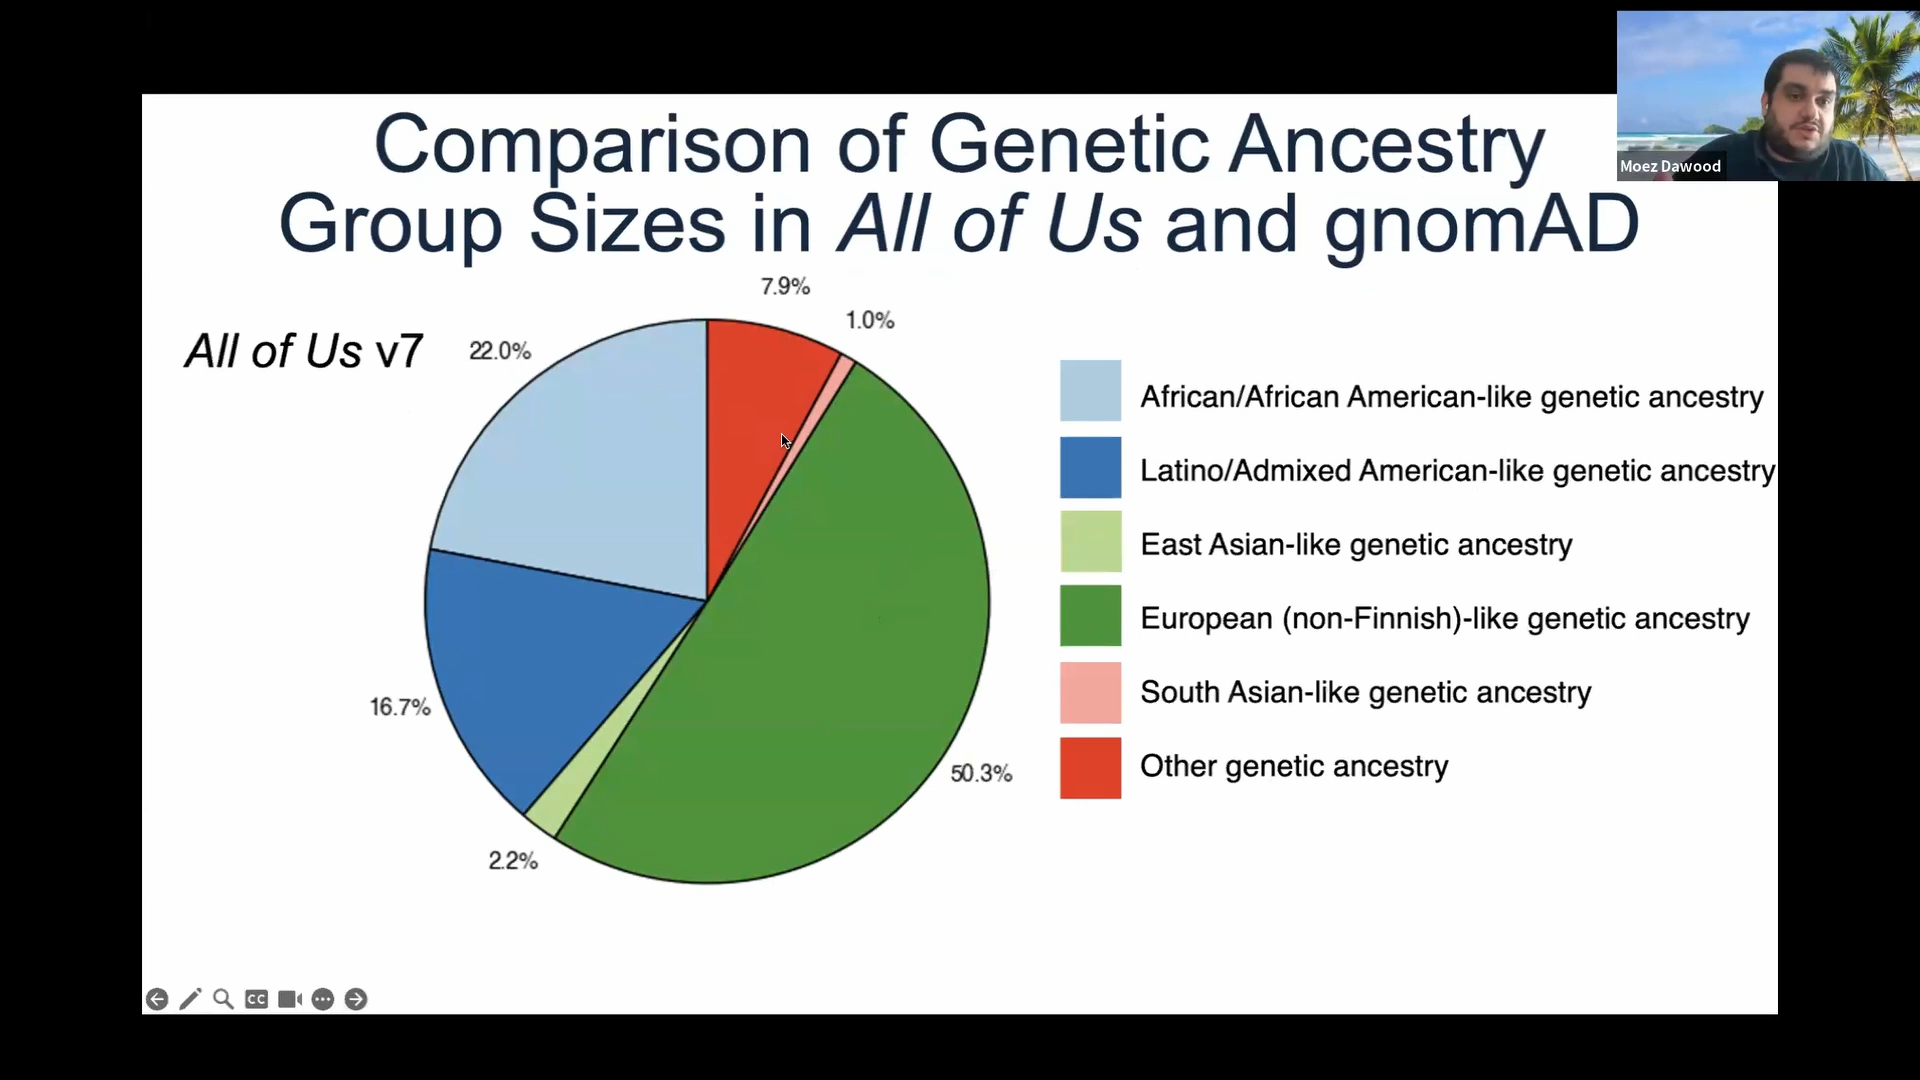 Comparison of Genetic Ancestry
Group Sizes in All of Us and gnomAD
Moez Dawood
All of Us v7
7.9%
1.0%
22.0%
16.7%
2.2%
50.3%
African/African American-like genetic ancestry
Latino/Admixed American-like genetic ancestry
East Asian-like genetic ancestry
European (non-Finnish)-like genetic ancestry
South Asian-like genetic ancestry
Other genetic ancestry
CC